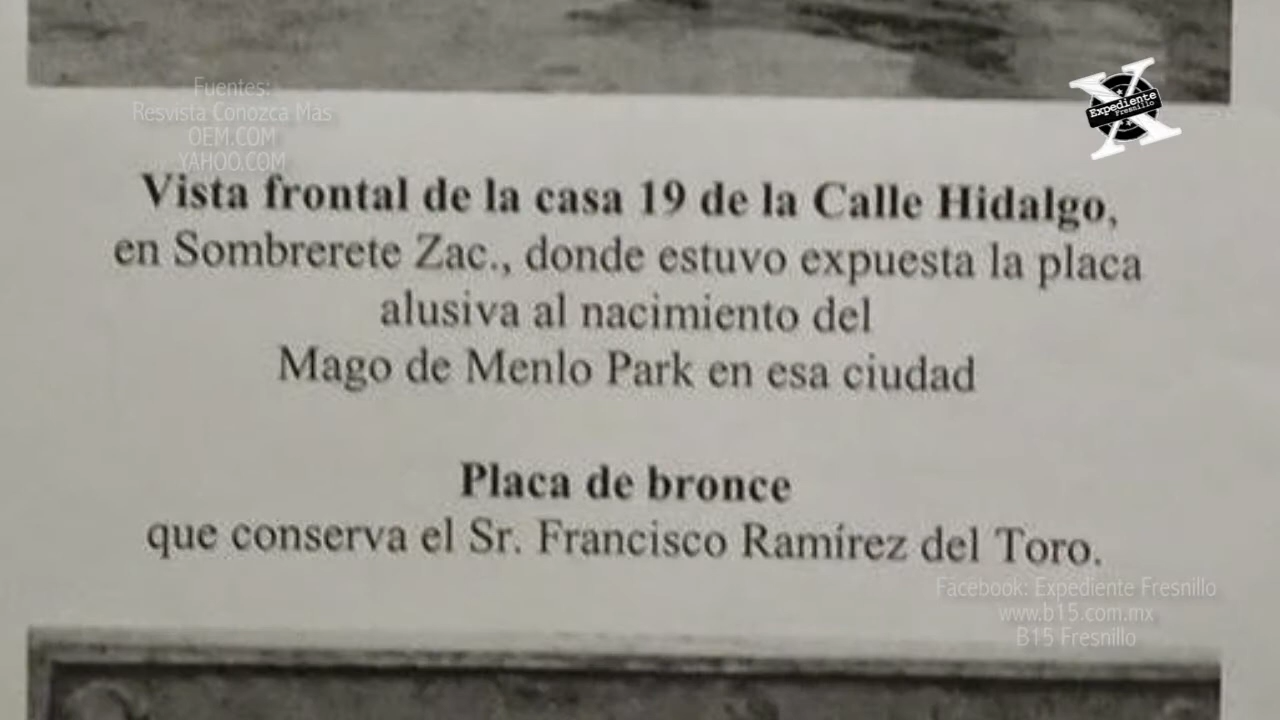 Fuentes:
Resvista Conozca Más
OEM.COM
YAHOO.COM
X
Expediente
Fresnillo
Vista frontal de la casa 19 de la Calle Hidalgo,
en Sombrerete Zac., donde estuvo expuesta la placa
alusiva al nacimiento del
Mago de Menlo Park en esa ciudad
Placa de bronce
que conserva el Sr. Francisco Ramírez del Toro.
Facebook: Expediente Fresnillo
www.b15.com.mx
B15 Fresnillo